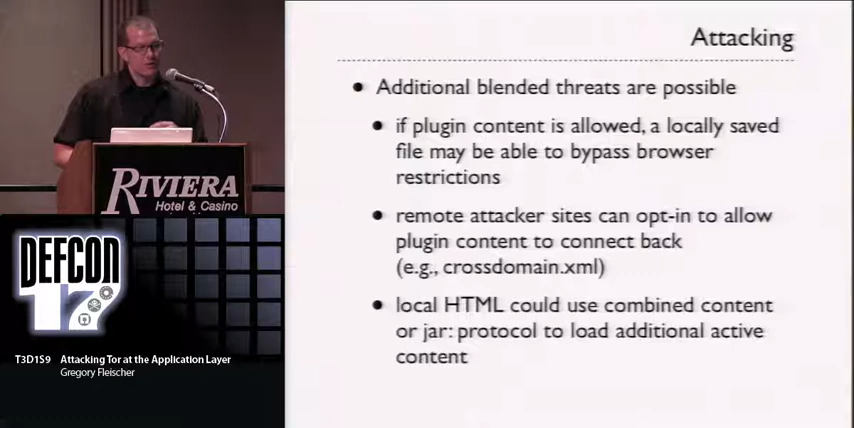 Attacking
• Additional blended threats are possible
• if plugin content is allowed, a locally saved
file may be able to bypass browser
restrictions
• remote attacker sites can opt-in to allow
plugin content to connect back
(e.g., crossdomain.xml)
• local HTML could use combined content
or jar: protocol to load additional active
content
RIVIERA
Hotel & Casino
DEFCON
17
T3D1S9 Attacking Tor at the Application Layer
Gregory Fleischer